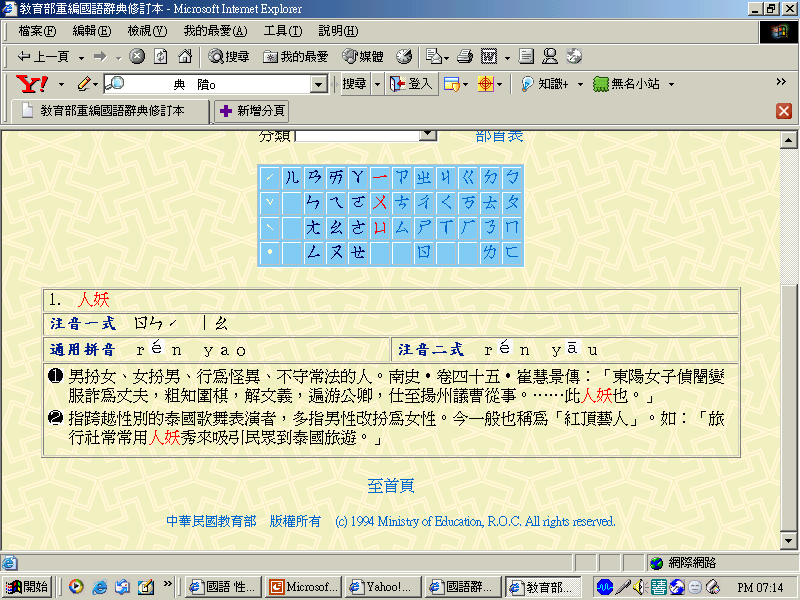 教育部重編國語辭典修訂本 - Microsoft Internet Explorer
檔案(F) 編輯(E) 檢視(V) 我的最愛(A) 工具(T) 說明(H)
上一頁 搜尋 我的最愛 媒體
Y! 典 搜尋 登入 知識+ 無名小站 »
教育部重編國語辭典修訂本 新增分頁
分類 部首表
ˊ ㄦ ㄢ ㄞ ㄚ ㄧ ㄗ ㄓ ㄐ ㄍ ㄉ ㄅ
ˇ ㄣ ㄟ ㄛ ㄨ ㄘ ㄔ ㄑ ㄎ ㄊ ㄆ
ˋ ㄤ ㄠ ㄜ ㄩ ㄙ ㄕ ㄒ ㄏ ㄋ ㄇ
˙ ㄥ ㄡ ㄝ ㄖ ㄌ ㄈ
1. 人妖
注音一式 ㄖㄣˊ ㄧㄠ
通用拼音 rén yao 注音二式 rén yāu
❶男扮女、女扮男、行為怪異、不守常法的人。南史•卷四十五•崔慧景傳：「東陽女子偵闥變
服詐為丈夫，粗知圍棋，解文義，遍游公卿，仕至揚州議曹從事。……此人妖也。」
❷指跨越性別的泰國歌舞表演者，多指男性改扮為女性。今一般也稱為「紅頂藝人」。如：「旅
行社常常用人妖秀來吸引民眾到泰國旅遊。」
至首頁
中華民國教育部 版權所有 (c) 1994 Ministry of Education, R.O.C. All rights reserved.
網際網路
開始 » 國語 性... Microsof... Yahoo!... 國語辭... 教育部... PM 07:14